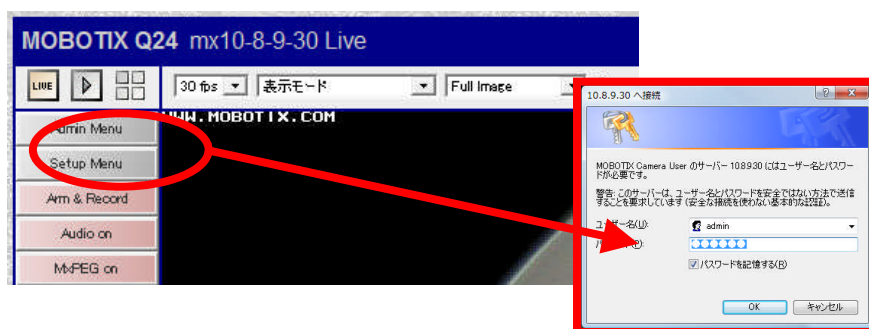 MOBOTIX Q24 mx10-8-9-30 Live
LIVE
30 fps 表示モード Full Image
WWW.MOBOTIX.COM
Admin Menu
Setup Menu
Arm & Record
Audio on
MxPEG on
10.8.9.30 へ接続
MOBOTIX Camera User のサーバー 10.8.9.30 にはユーザー名とパスワー
ドが必要です。
警告: このサーバーは、ユーザー名とパスワードを安全ではない方法で送信
することを要求しています (安全な接続を使わない基本的な認証)。
ユーザー名(U): admin
(P):
パスワードを記憶する(R)
OK キャンセル